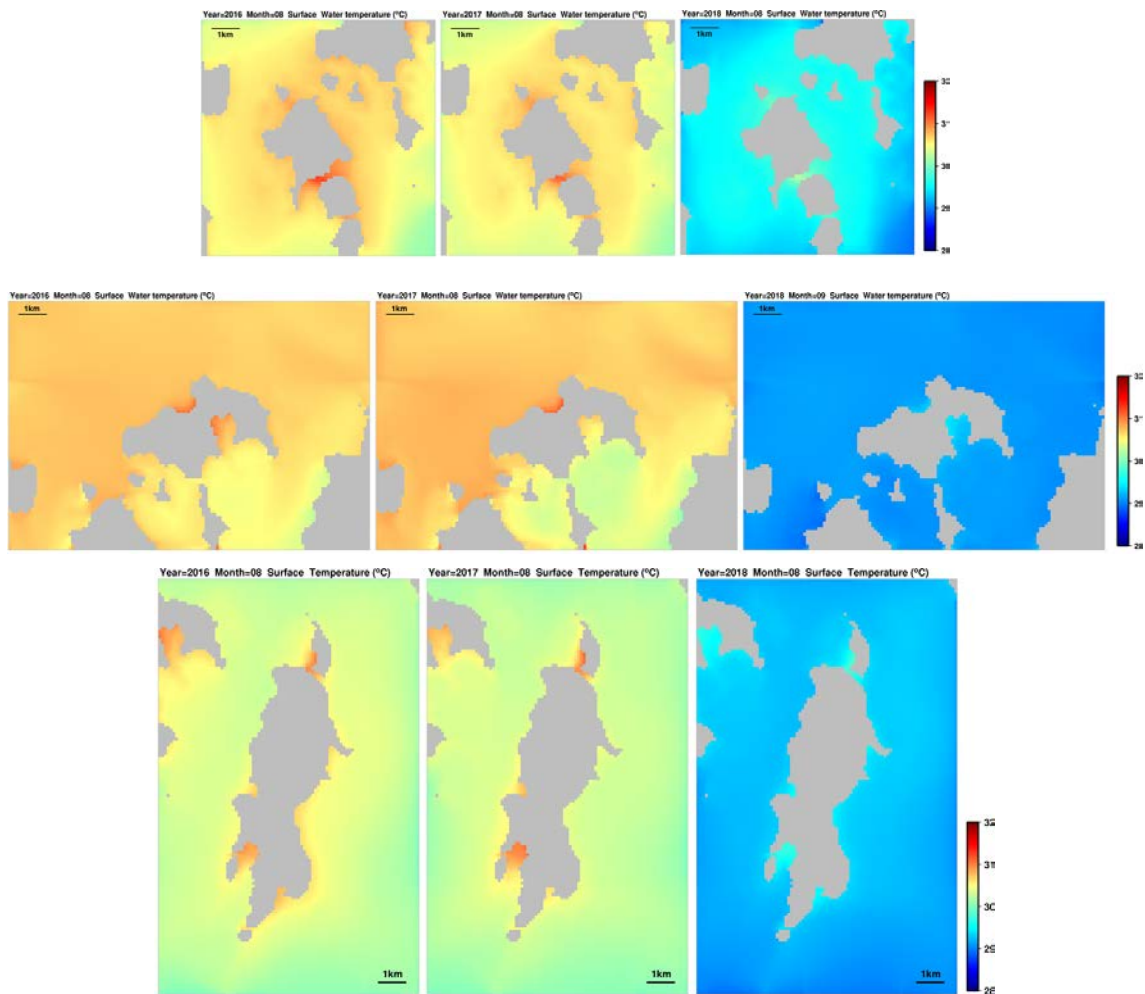 Year=2016 Month=08 Surface Water temperature (ºC)
Year=2017 Month=08 Surface Water temperature (ºC)
Year=2018 Month=08 Surface Water temperature (ºC)
1km
1km
1km
32
31
30
29
28
Year=2016 Month=08 Surface Water temperature (ºC)
Year=2017 Month=08 Surface Water temperature (ºC)
Year=2018 Month=09 Surface Water temperature (ºC)
1km
1km
1km
32
31
30
29
28
Year=2016 Month=08 Surface Temperature (ºC)
Year=2017 Month=08 Surface Temperature (ºC)
Year=2018 Month=08 Surface Temperature (ºC)
32
31
30
29
28
1km
1km
1km